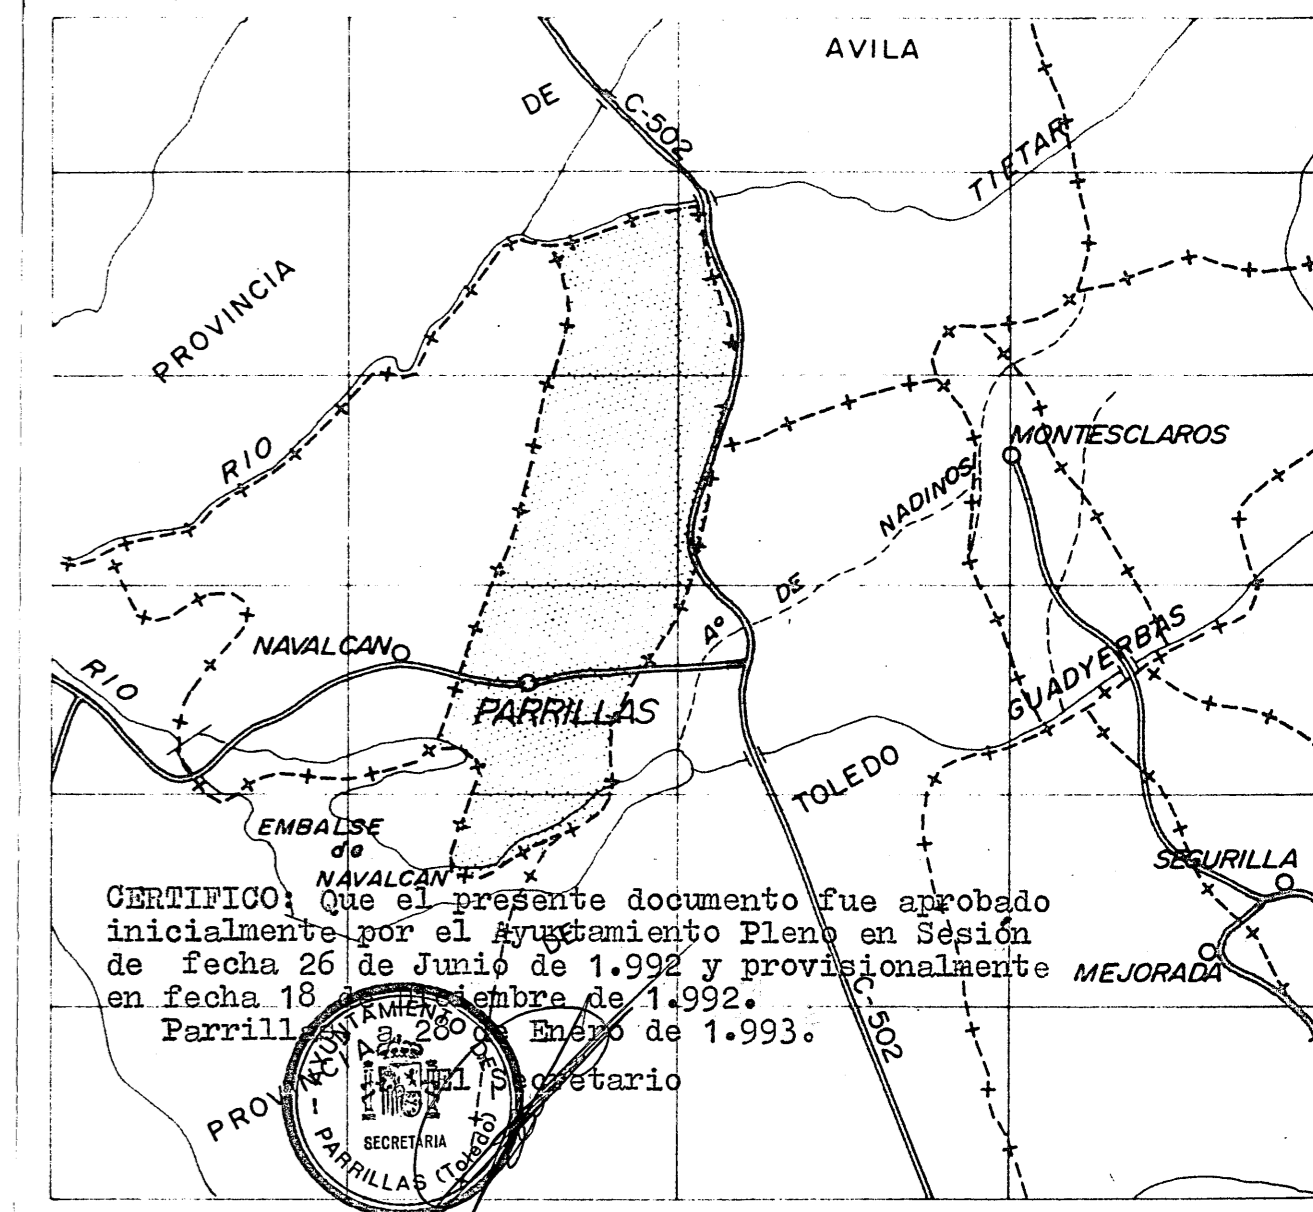 AVILA
DE
C-502
TIETAR
PROVINCIA
RIO
MONTESCLAROS
NADINOS
DE
Aº
NAVALCAN
RIO
PARRILLAS
GUADYERBAS
TOLEDO
EMBALSE
de
NAVALCAN
SEGURILLA
MEJORADA
CERTIFICO: Que el presente documento fue aprobado
inicialmente por el Ayuntamiento Pleno en Sesión
de fecha 26 de Junio de 1.992 y provisionalmente
en fecha 18 de Diciembre de 1.992.
Parrillas a 28 de Enero de 1.993.
El Secretario
DE
C-502
PROVINCIA
AYUNTAMIENTO DE
SECRETARIA
PARRILLAS (Toledo)